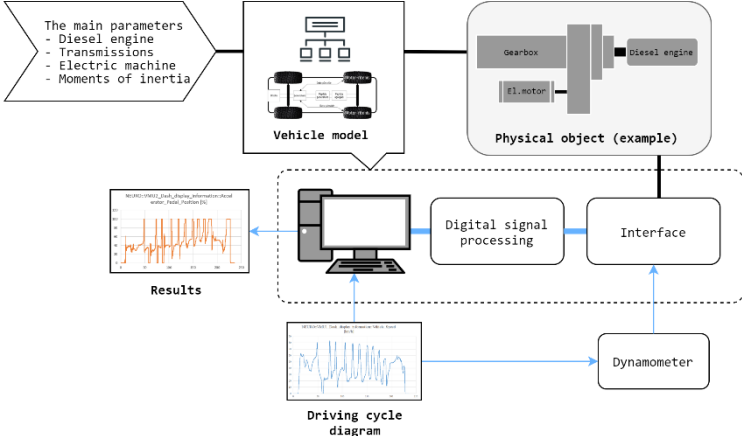 The main parameters
- Diesel engine
- Transmissions
- Electric machine
- Moments of inertia
Vehicle model
Gearbox
Diesel engine
El.motor
Physical object (example)
Results
Digital signal
processing
Interface
Dynamometer
Driving cycle
diagram